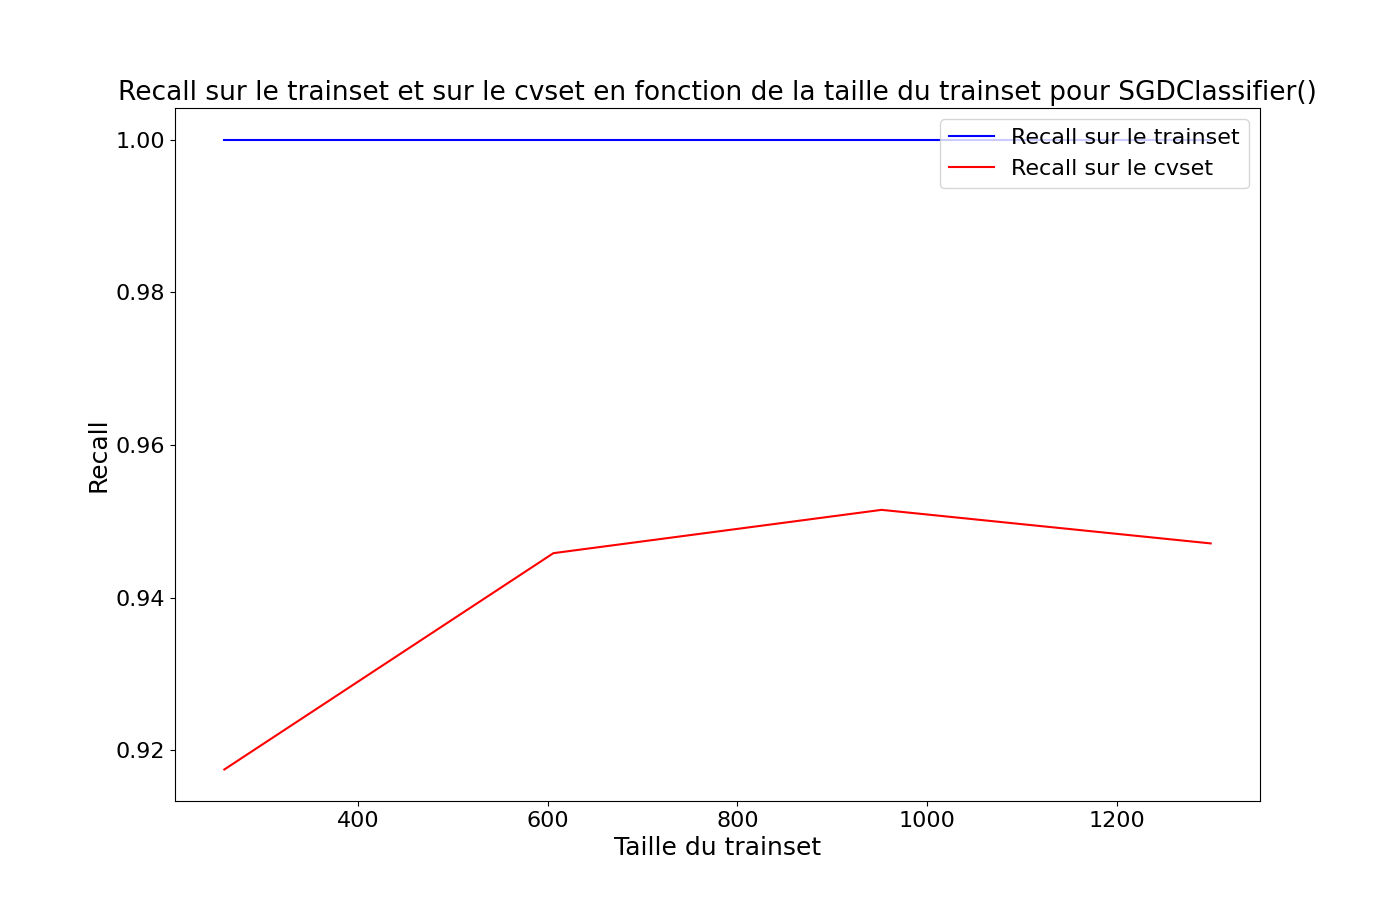 Recall sur le trainset et sur le cvset en fonction de la taille du trainset pour SGDClassifier()
1.00
Recall sur le trainset
Recall sur le cvset
0.98
0.96
Recall
0.94
0.92
400 600 800 1000 1200
Taille du trainset